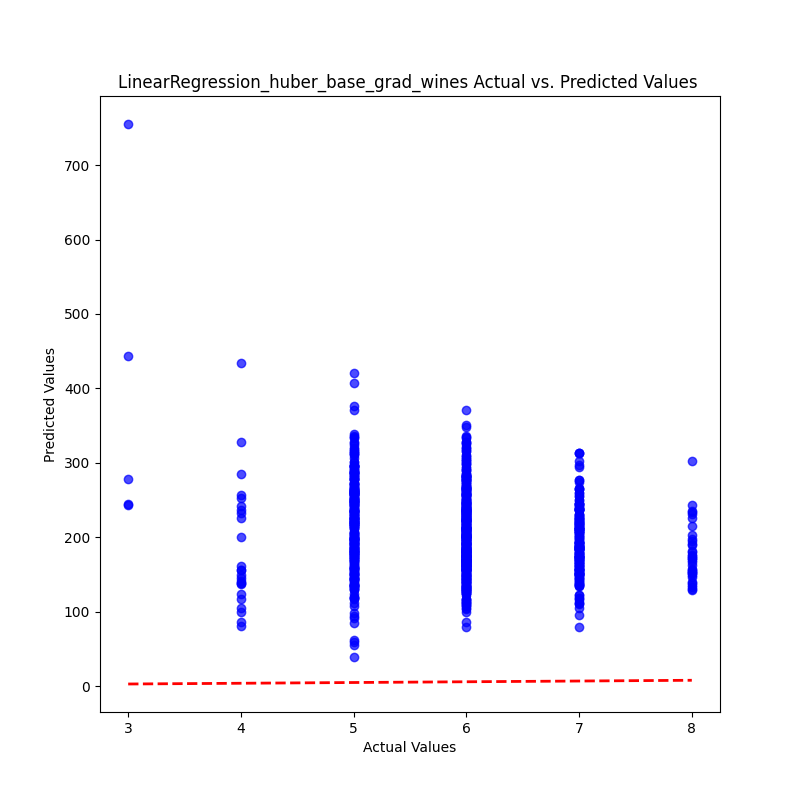 LinearRegression_huber_base_grad_wines Actual vs. Predicted Values
Predicted Values
700
600
500
400
300
200
100
0
3 4 5 6 7 8
Actual Values